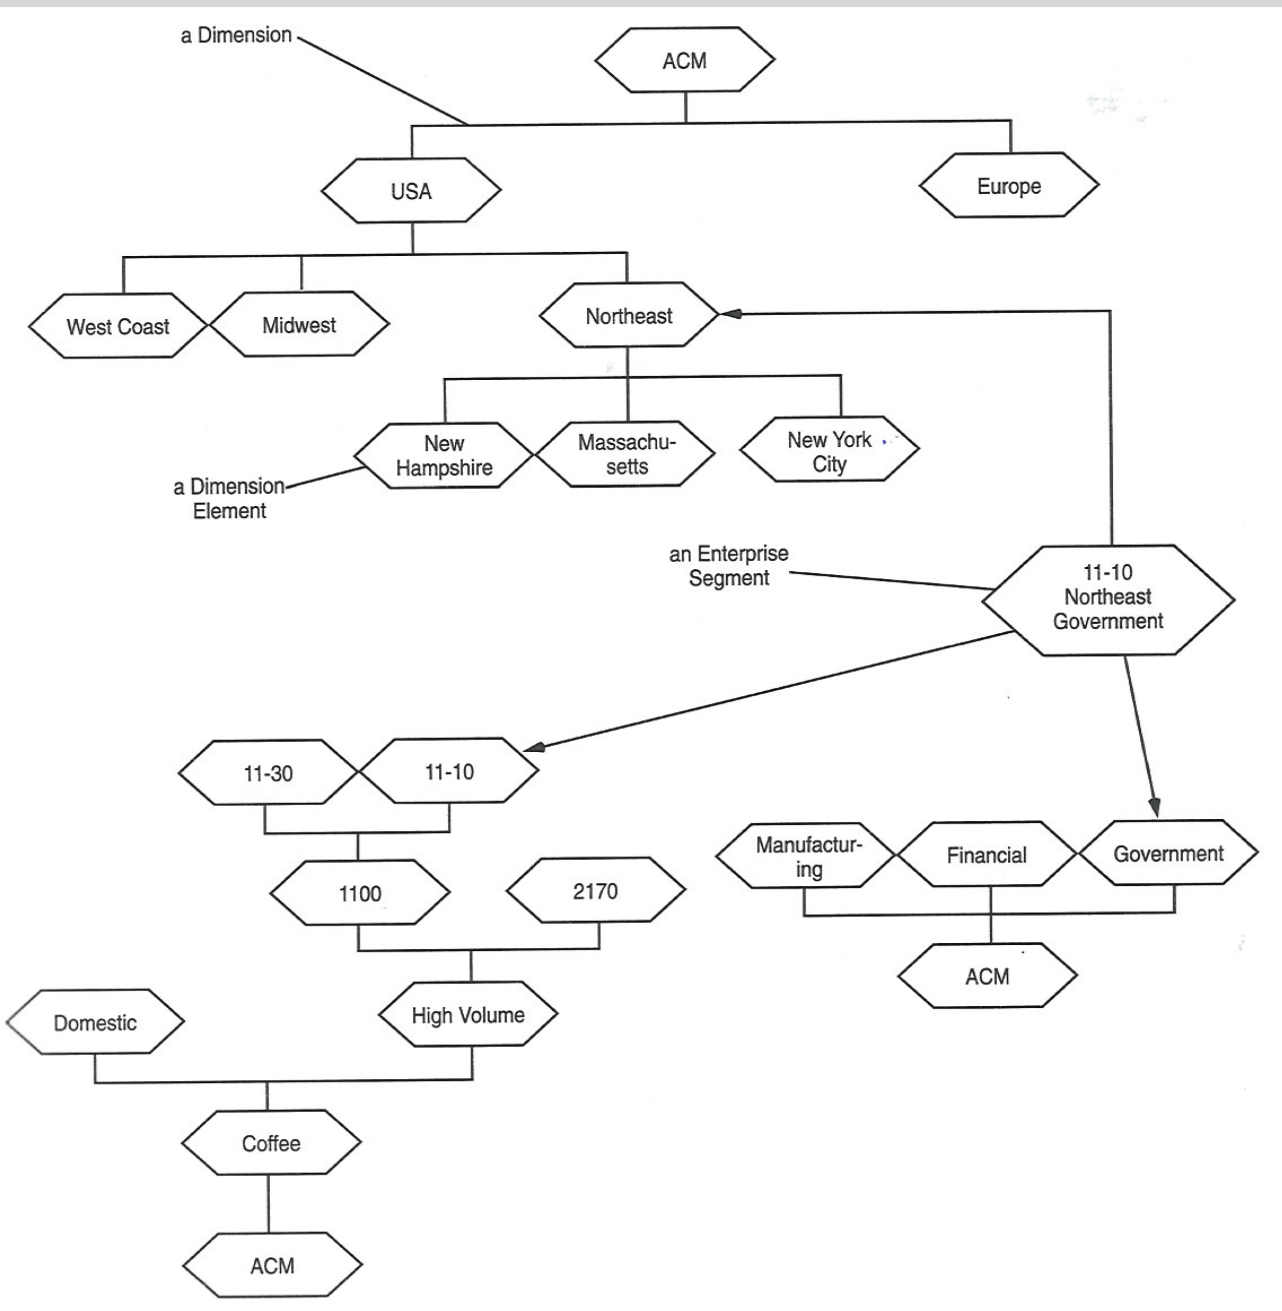 a Dimension
ACM
USA
Europe
West Coast
Midwest
Northeast
New
Hampshire
Massachu-
setts
New York
City
a Dimension
Element
an Enterprise
Segment
11-10
Northeast
Government
11-30
11-10
Manufactur-
ing
Financial
Government
1100
2170
ACM
Domestic
High Volume
Coffee
ACM